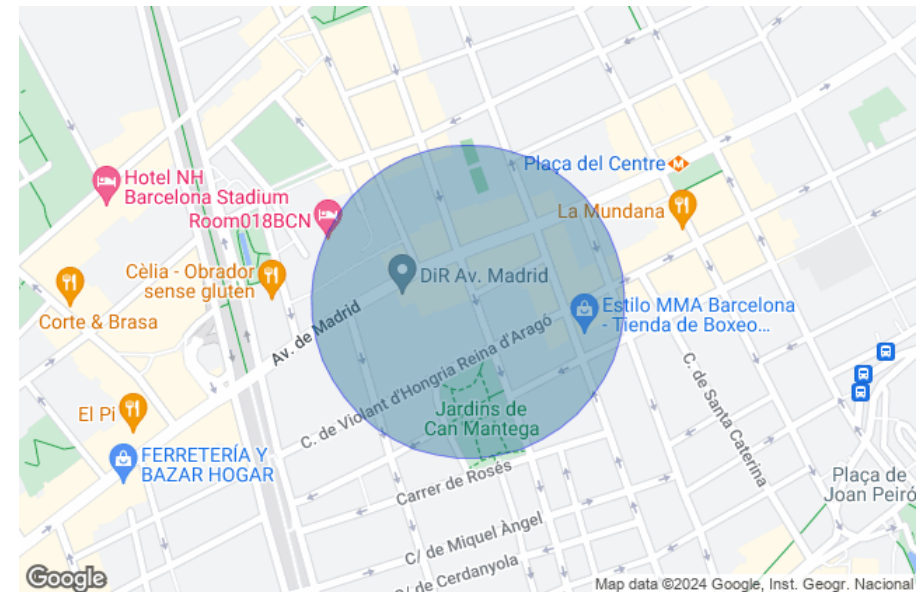 Hotel NH
Barcelona Stadium
Room018BCN
Plaça del Centre
M
La Mundana
Cèlia - Obrador
sense gluten
DiR Av. Madrid
Corte & Brasa
Av. de Madrid
Estilo MMA Barcelona
- Tienda de Boxeo...
C. de Violant d'Hongria Reina d'Aragó
C. de Santa Caterina
El Pi
Jardins de
Can Mantega
FERRETERÍA Y
BAZAR HOGAR
Carrer de Rosés
Plaça de
Joan Peiró
C/ de Miquel Àngel
C/ de Cerdanyola
Google
Map data ©2024 Google, Inst. Geogr. Nacional